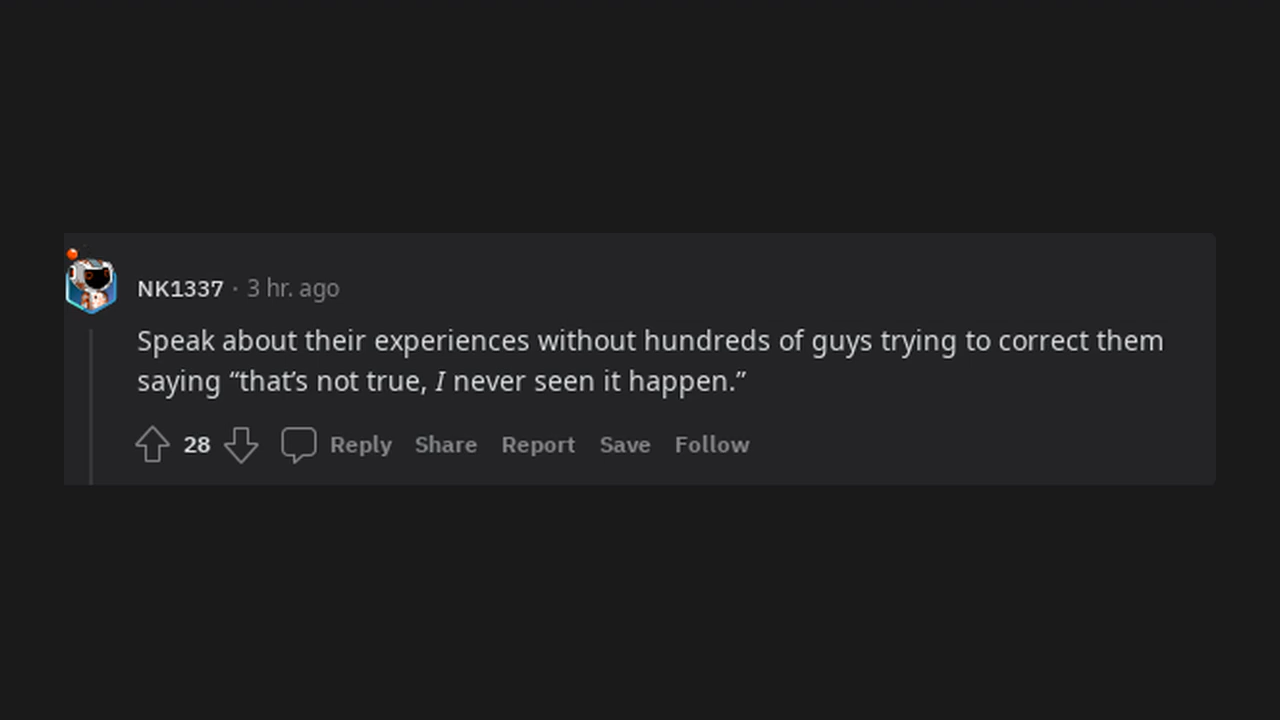 NK1337 · 3 hr. ago
Speak about their experiences without hundreds of guys trying to correct them
saying “that’s not true, I never seen it happen.”
28 Reply Share Report Save Follow